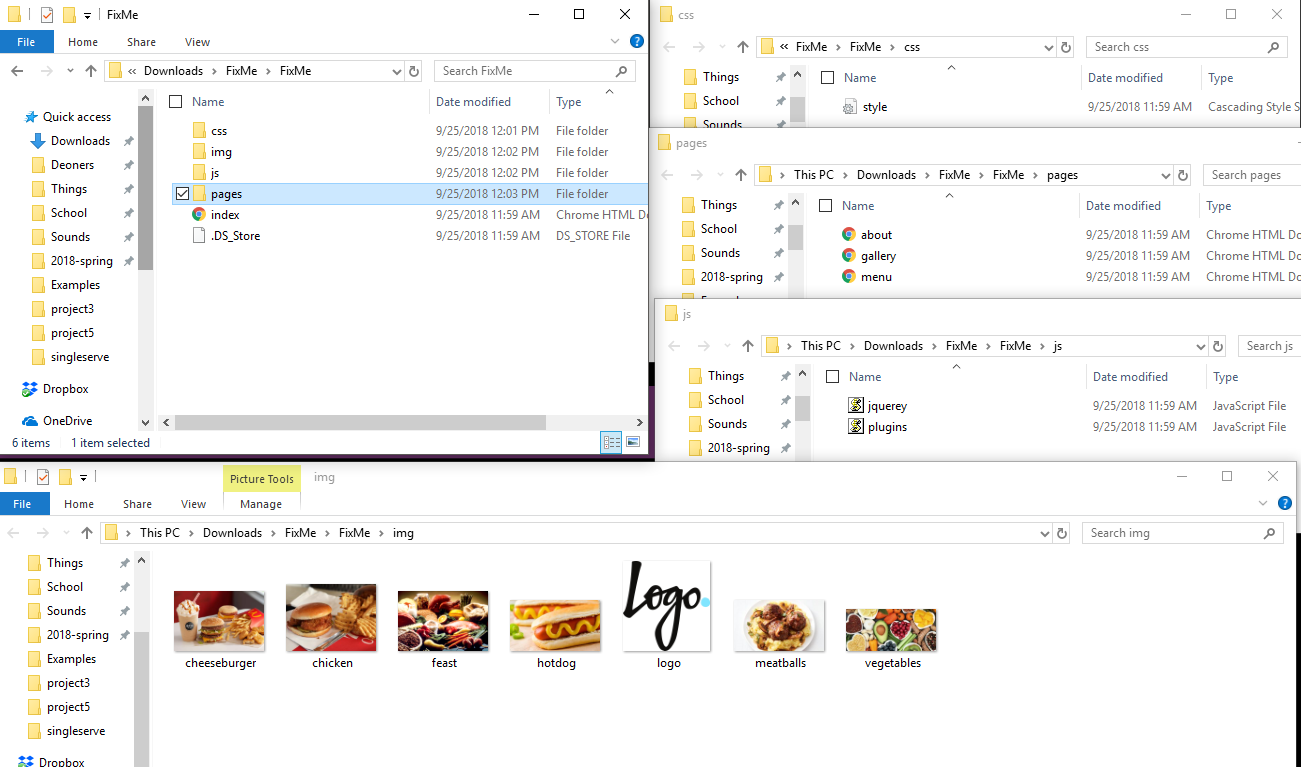 FixMe
File Home Share View
« Downloads > FixMe > FixMe
Search FixMe
Name Date modified Type
Quick access
Downloads
Deoners
Things
School
Sounds
2018-spring
Examples
project3
project5
singleserve
Dropbox
OneDrive
css 9/25/2018 12:01 PM File folder
img 9/25/2018 12:02 PM File folder
js 9/25/2018 12:02 PM File folder
pages 9/25/2018 12:03 PM File folder
index 9/25/2018 11:59 AM Chrome HTML Do
.DS_Store 9/25/2018 11:59 AM DS_STORE File
6 items 1 item selected
css
« FixMe > FixMe > css
Search css
Name Date modified Type
Things
School
Sounds
style 9/25/2018 11:59 AM Cascading Style S
pages
> This PC > Downloads > FixMe > FixMe > pages
Search pages
Name Date modified Type
Things
School
Sounds
2018-spring
about 9/25/2018 11:59 AM Chrome HTML Do
gallery 9/25/2018 11:59 AM Chrome HTML Do
menu 9/25/2018 11:59 AM Chrome HTML Do
js
> This PC > Downloads > FixMe > FixMe > js
Search js
Name Date modified Type
Things
School
Sounds
2018-spring
jquerey 9/25/2018 11:59 AM JavaScript File
plugins 9/25/2018 11:59 AM JavaScript File
Picture Tools img
File Home Share View Manage
> This PC > Downloads > FixMe > FixMe > img
Search img
Things
School
Sounds
2018-spring
Examples
project3
project5
singleserve
Dropbox
Logo.
cheeseburger chicken feast hotdog logo meatballs vegetables